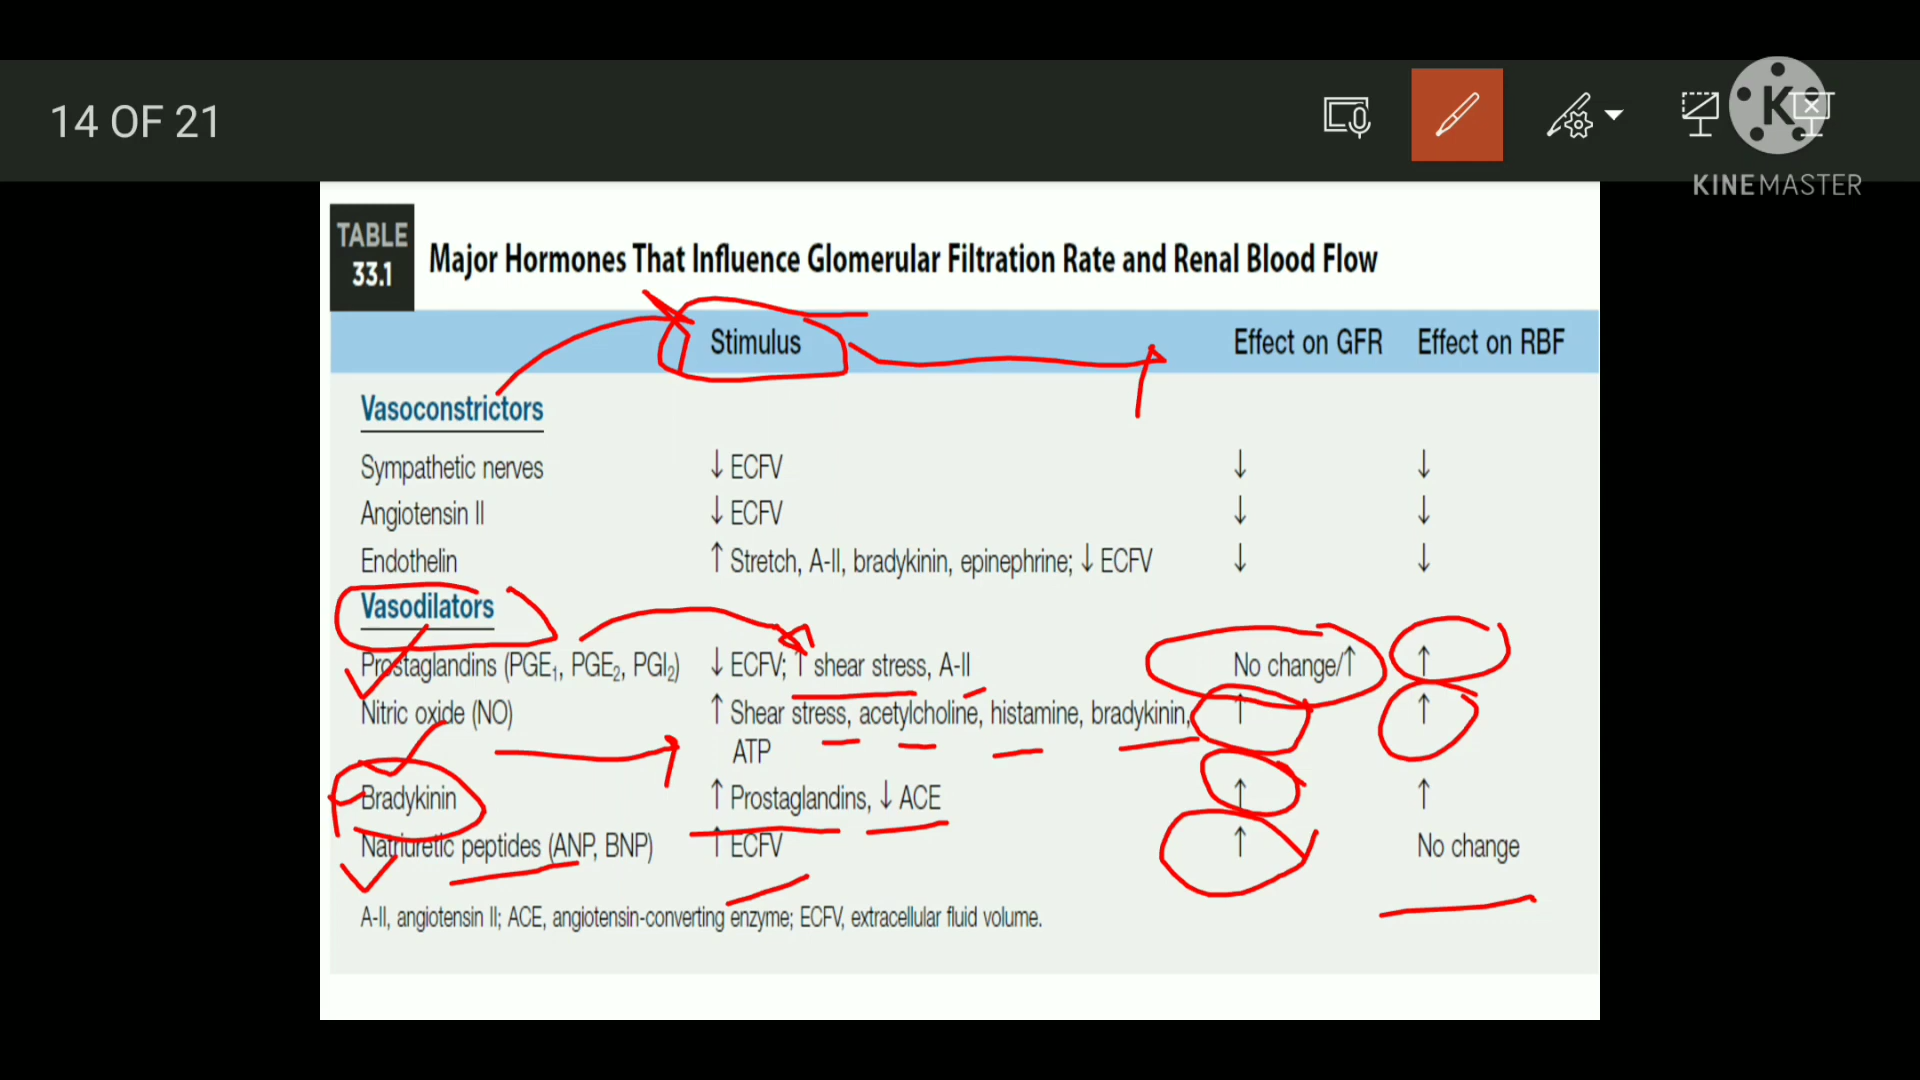 14 OF 21
K
KINEMASTER
TABLE 33.1
Major Hormones That Influence Glomerular Filtration Rate and Renal Blood Flow
Stimulus Effect on GFR Effect on RBF
Vasoconstrictors
Sympathetic nerves ↓ ECFV ↓ ↓
Angiotensin II ↓ ECFV ↓ ↓
Endothelin ↑ Stretch, A-II, bradykinin, epinephrine; ↓ ECFV ↓ ↓
Vasodilators
Prostaglandins (PGE₁, PGE₂, PGI₂) ↓ ECFV; ↑ shear stress, A-II No change/↑ ↑
Nitric oxide (NO) ↑ Shear stress, acetylcholine, histamine, bradykinin, ↑ ↑
ATP
Bradykinin ↑ Prostaglandins, ↓ ACE ↑ ↑
Natriuretic peptides (ANP, BNP) ↑ ECFV ↑ No change
A-II, angiotensin II; ACE, angiotensin-converting enzyme; ECFV, extracellular fluid volume.